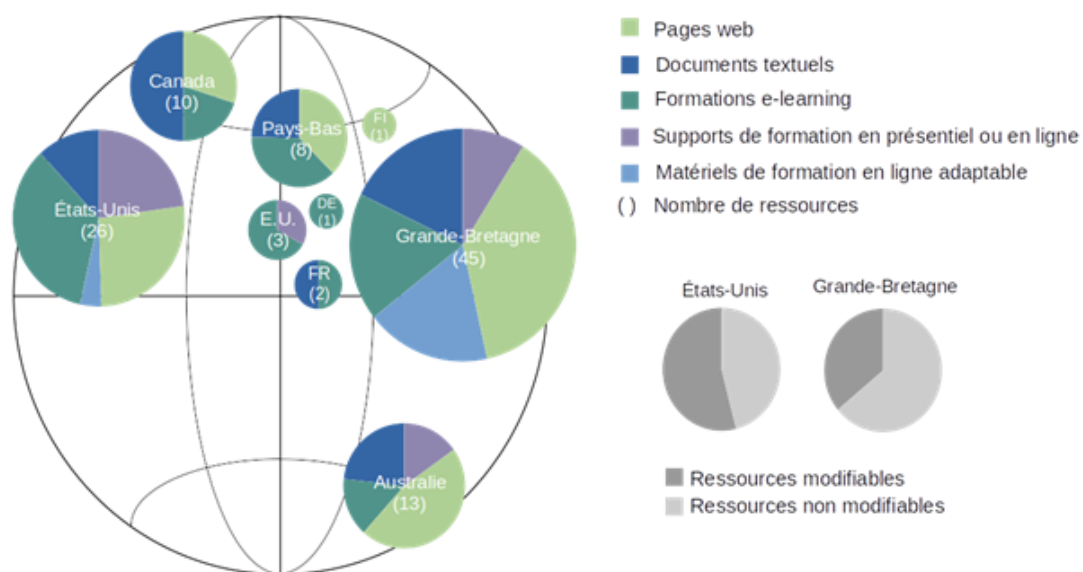 Canada
(10)
Pays-Bas
(8)
FI
(1)
États-Unis
(26)
E.U.
(3)
DE
(1)
FR
(2)
Grande-Bretagne
(45)
Australie
(13)
Pages web
Documents textuels
Formations e-learning
Supports de formation en présentiel ou en ligne
Matériels de formation en ligne adaptable
( ) Nombre de ressources
États-Unis
Grande-Bretagne
Ressources modifiables
Ressources non modifiables